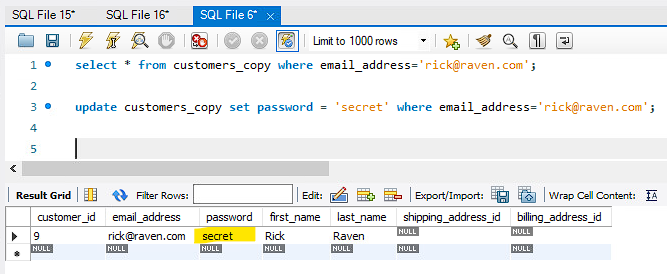 SQL File 15* SQL File 16* SQL File 6*
Limit to 1000 rows
1 select * from customers_copy where email_address='rick@raven.com';
2
3 update customers_copy set password = 'secret' where email_address='rick@raven.com';
4
5
Result Grid Filter Rows: Edit: Export/Import: Wrap Cell Content:
customer_id email_address password first_name last_name shipping_address_id billing_address_id
9 rick@raven.com secret Rick Raven NULL NULL
NULL NULL NULL NULL NULL NULL NULL